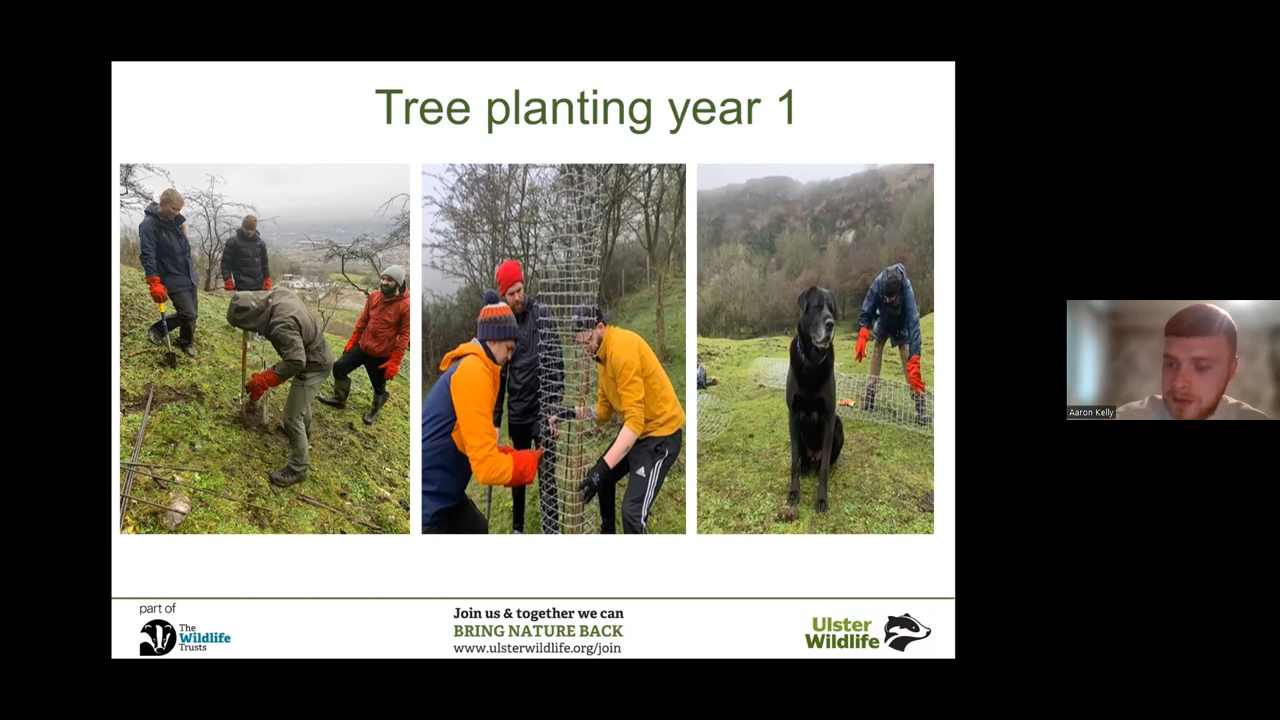 Tree planting year 1
Aaron Kelly
part of
The
Wildlife
Trusts
Join us & together we can
BRING NATURE BACK
www.ulsterwildlife.org/join
Ulster
Wildlife